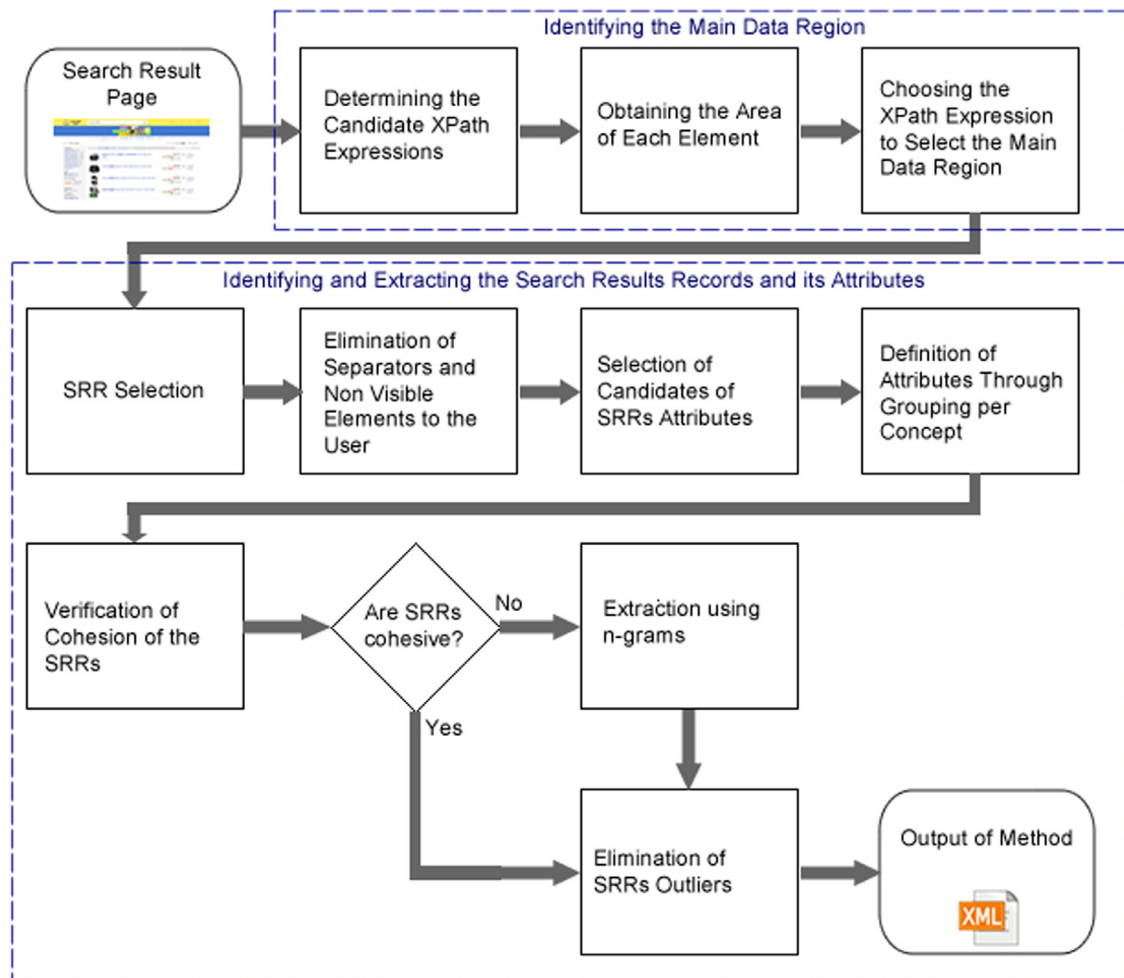 Identifying the Main Data Region
Search Result
Page
Determining the
Candidate XPath
Expressions
Obtaining the Area
of Each Element
Choosing the
XPath Expression
to Select the Main
Data Region
Identifying and Extracting the Search Results Records and its Attributes
SRR Selection
Elimination of
Separators and
Non Visible
Elements to the
User
Selection of
Candidates of
SRRs Attributes
Definition of
Attributes Through
Grouping per
Concept
Verification of
Cohesion of the
SRRs
Are SRRs
cohesive?
No
Yes
Extraction using
n-grams
Elimination of
SRRs Outliers
Output of Method
XML